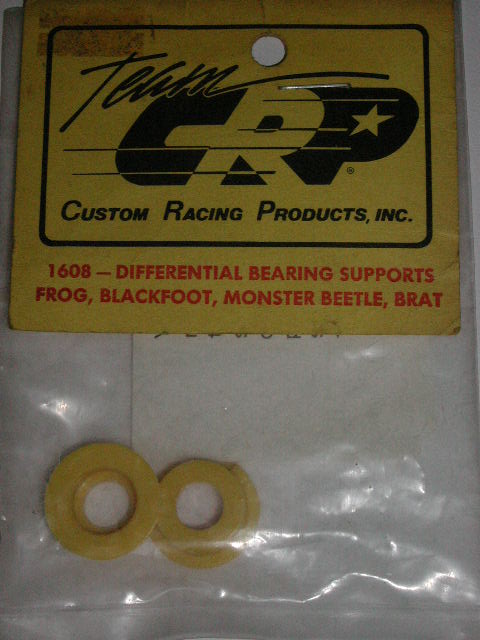 Team
CRP®
CUSTOM RACING PRODUCTS, INC.
1608 — DIFFERENTIAL BEARING SUPPORTS
FROG, BLACKFOOT, MONSTER BEETLE, BRAT